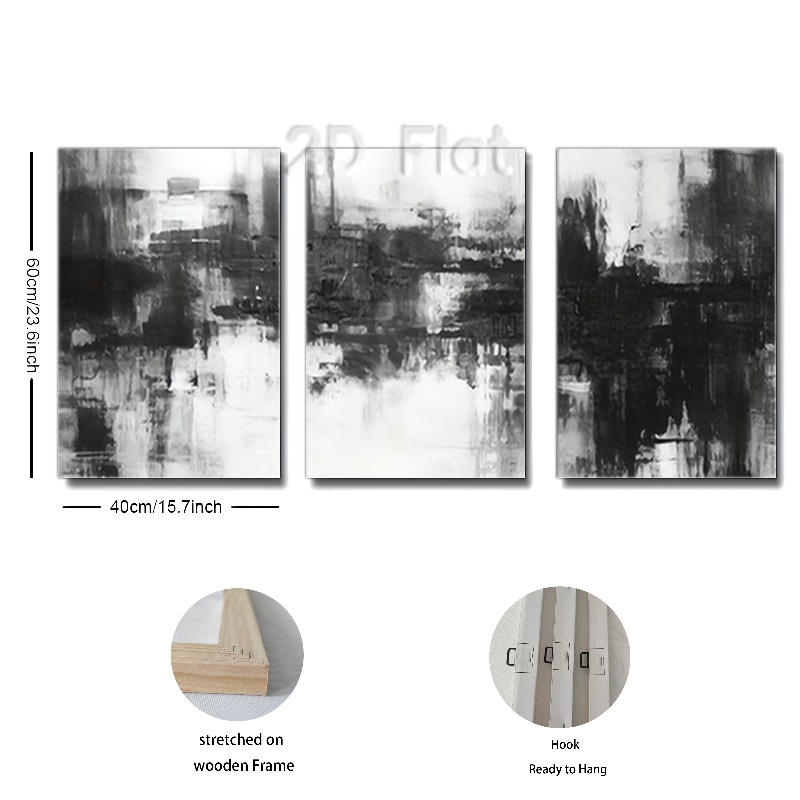 2D Flat
60cm/23.6inch
40cm/15.7inch
stretched on
wooden Frame
Hook
Ready to Hang